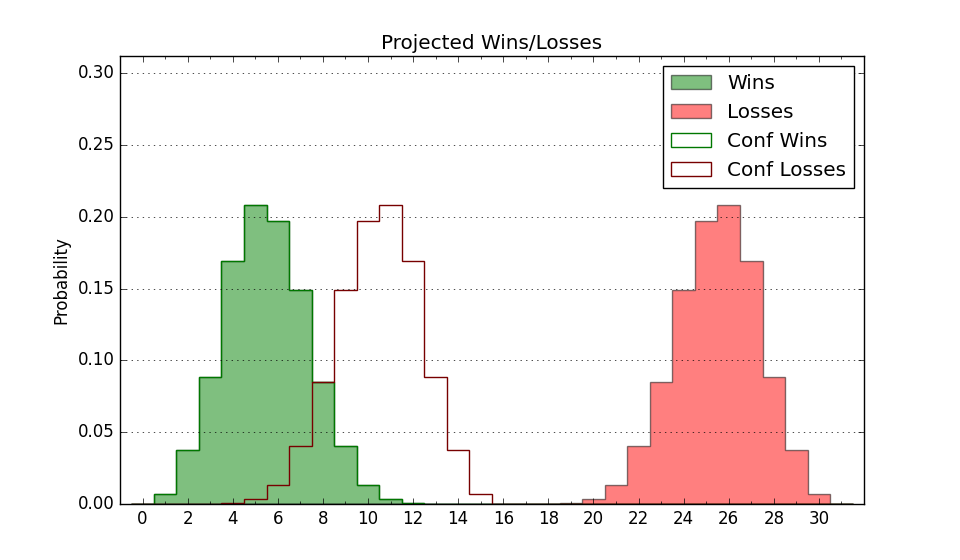 Projected Wins/Losses
0.30
0.25
0.20
0.15
0.10
0.05
0.00
Probability
Wins
Losses
Conf Wins
Conf Losses
0 2 4 6 8 10 12 14 16 18 20 22 24 26 28 30